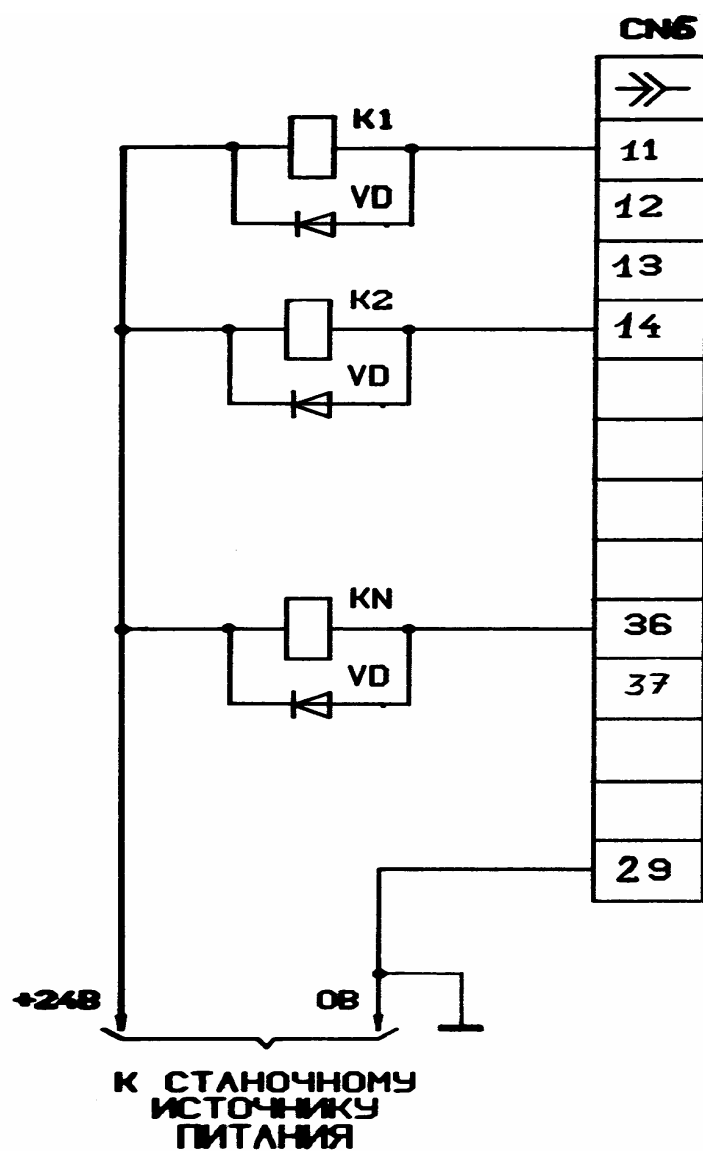 CN6
K1
11
VD
12
13
K2
14
VD
KN
36
VD
37
29
+24В
0В
К СТАНОЧНОМУ
ИСТОЧНИКУ
ПИТАНИЯ